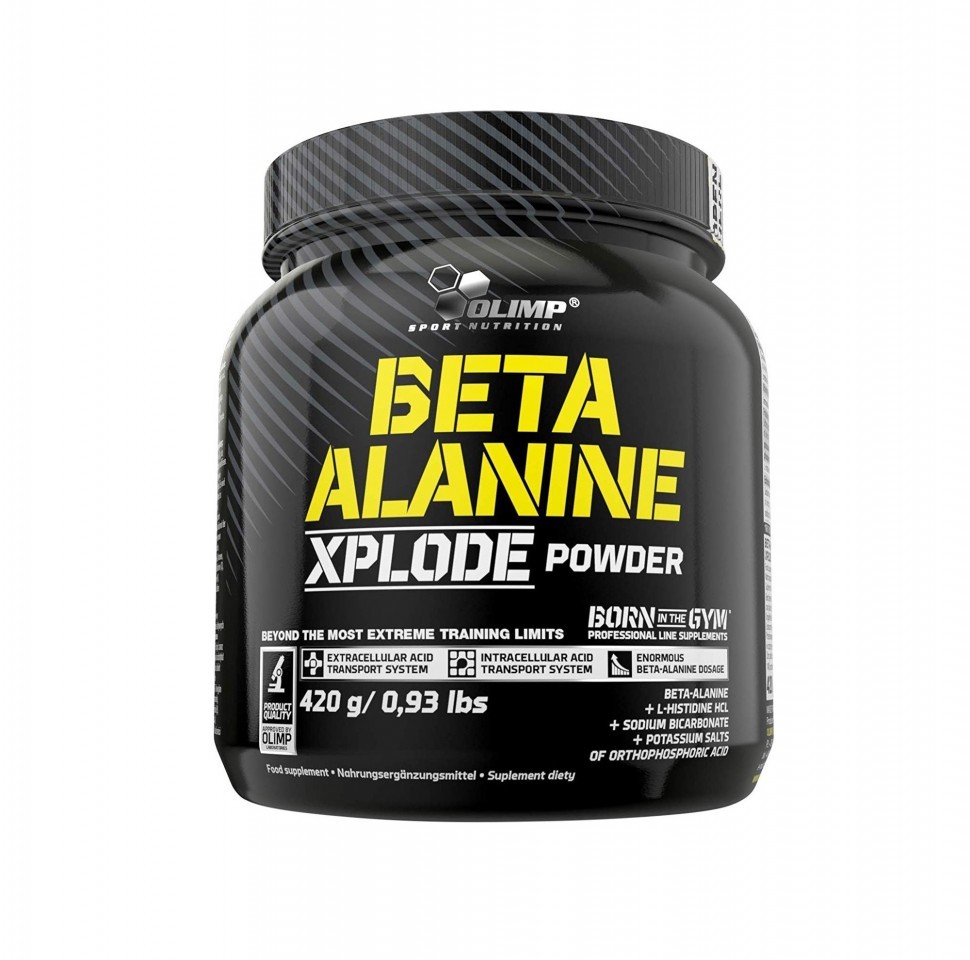 OLIMP®
SPORT NUTRITION
BETA
ALANINE
XPLODE POWDER
BORN IN THE GYM
PROFESSIONAL LINE SUPPLEMENTS
BEYOND THE MOST EXTREME TRAINING LIMITS
EXTRACELLULAR ACID
TRANSPORT SYSTEM
INTRACELLULAR ACID
TRANSPORT SYSTEM
ENORMOUS
BETA-ALANINE DOSAGE
PRODUCT
QUALITY
APPROVED BY
OLIMP
LABORATORIES
420 g/ 0,93 lbs
BETA-ALANINE
+ L-HISTIDINE HCL
+ SODIUM BICARBONATE
+ POTASSIUM SALTS
OF ORTHOPHOSPHORIC ACID
Food supplement • Nahrungsergänzungsmittel • Suplement diety